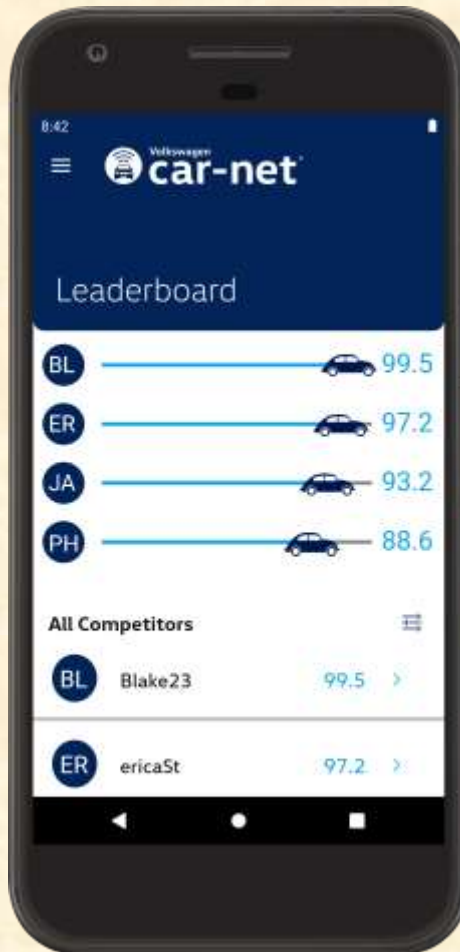 8:42
Volkswagen
car-net
Leaderboard
BL 99.5
ER 97.2
JA 93.2
PH 88.6
All Competitors
BL Blake23 99.5 >
ER ericaSt 97.2 >